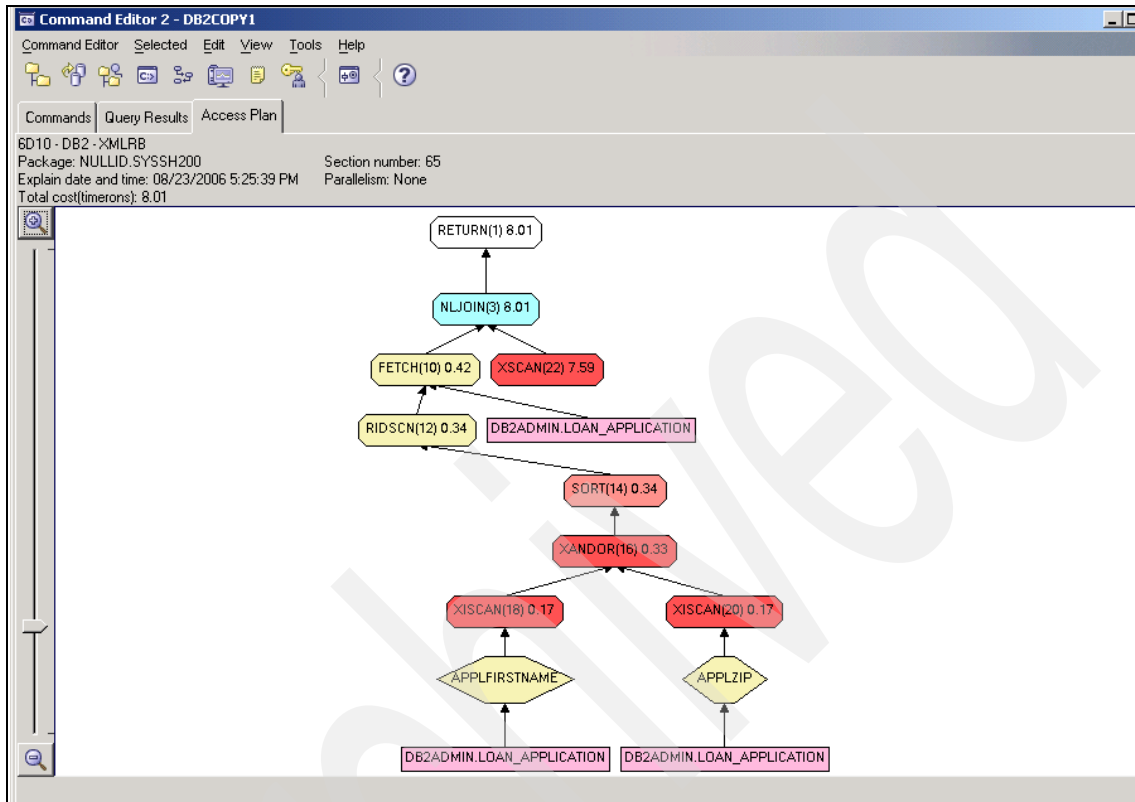 Command Editor 2 - DB2COPY1
Command Editor Selected Edit View Tools Help
Commands Query Results Access Plan
6D10 - DB2 - XMLRB
Package: NULLID.SYSSH200 Section number: 65
Explain date and time: 08/23/2006 5:25:39 PM Parallelism: None
Total cost(timerons): 8.01
RETURN(1) 8.01
NLJOIN(3) 8.01
FETCH(10) 0.42 XSCAN(22) 7.59
RIDSCN(12) 0.34 DB2ADMIN.LOAN_APPLICATION
SORT(14) 0.34
XANDOR(16) 0.33
XISCAN(18) 0.17 XISCAN(20) 0.17
APPLFIRSTNAME APPLZIP
DB2ADMIN.LOAN_APPLICATION DB2ADMIN.LOAN_APPLICATION